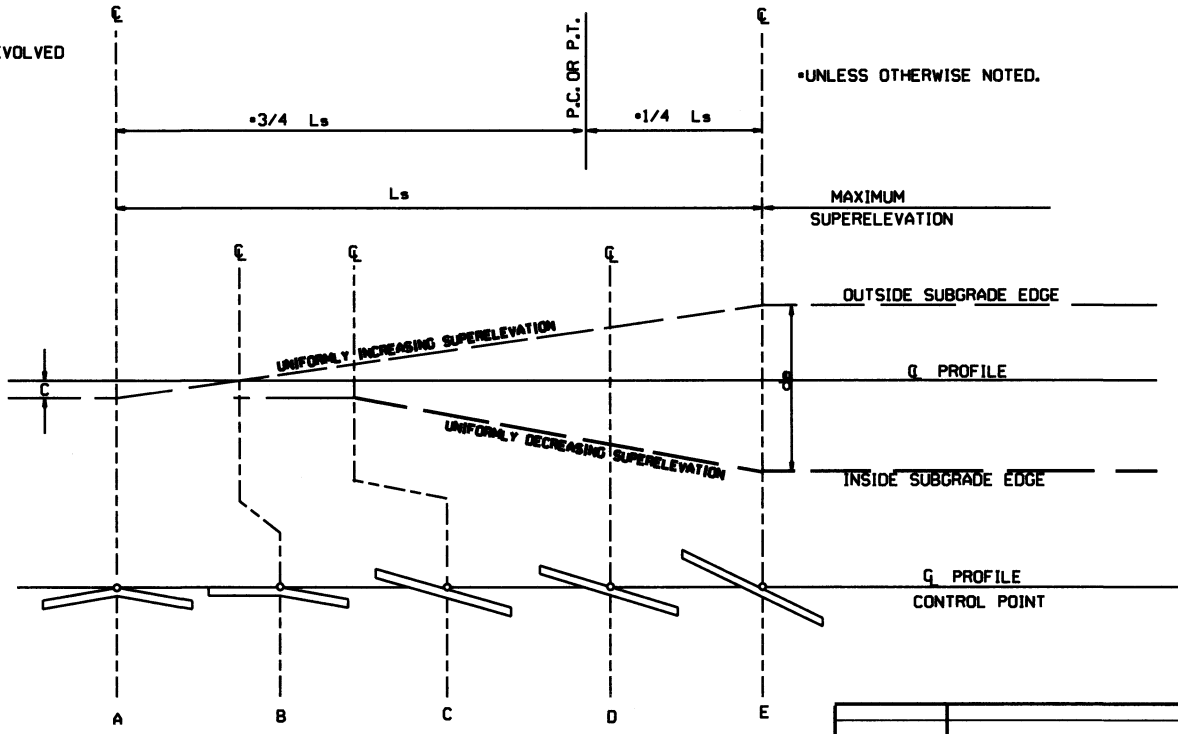 ℄ ℄
EVOLVED
P.C. OR P.T.
*UNLESS OTHERWISE NOTED.
*3/4 Ls
*1/4 Ls
Ls
MAXIMUM
SUPERELEVATION
℄ ℄ ℄
OUTSIDE SUBGRADE EDGE
UNIFORMLY INCREASING SUPERELEVATION
℄ PROFILE
C
UNIFORMLY DECREASING SUPERELEVATION
INSIDE SUBGRADE EDGE
℄ PROFILE
CONTROL POINT
A B C D E